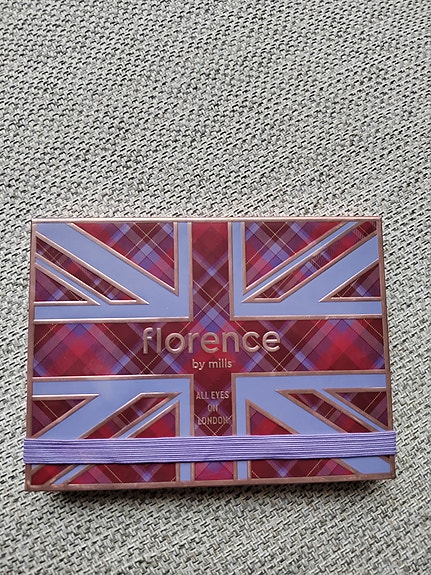 florence
by mills
ALL EYES
ON
LONDON